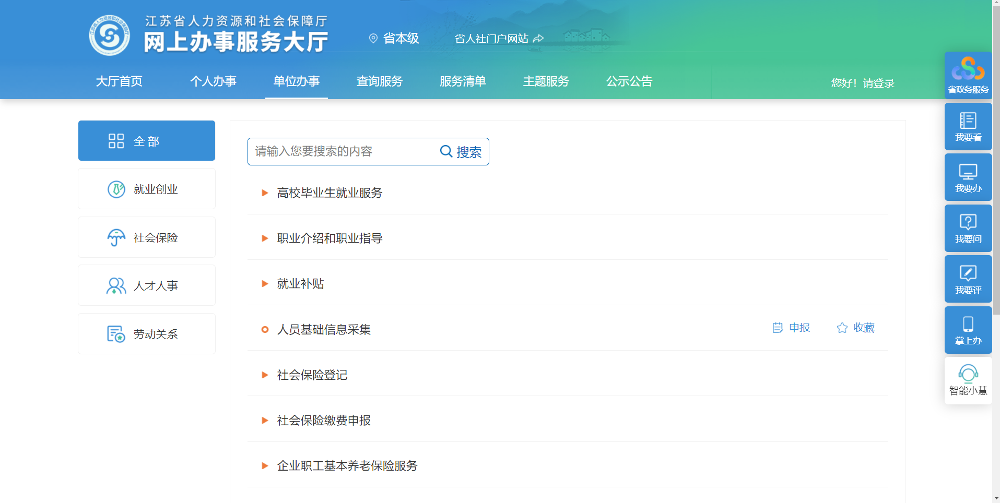 江苏省人力资源和社会保障厅
网上办事服务大厅
省本级
省人社门户网站
大厅首页
个人办事
单位办事
查询服务
服务清单
主题服务
公示公告
您好！请登录
全部
就业创业
社会保险
人才人事
劳动关系
请输入您要搜索的内容
搜索
高校毕业生就业服务
职业介绍和职业指导
就业补贴
人员基础信息采集
申报
收藏
社会保险登记
社会保险缴费申报
企业职工基本养老保险服务
省政务服务
我要看
我要办
我要问
我要评
掌上办
智能小慧